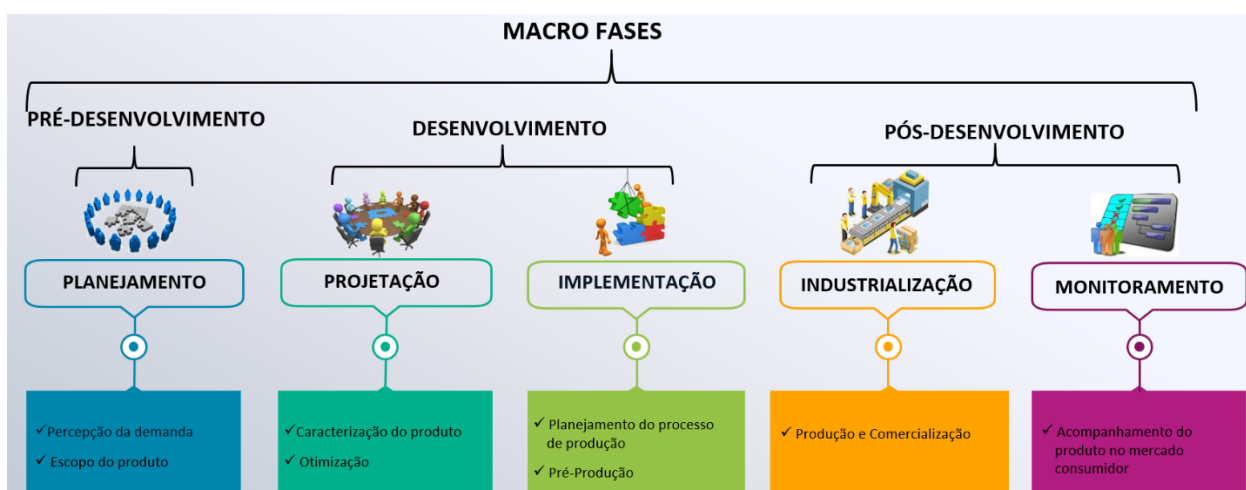 MACRO FASES
PRÉ-DESENVOLVIMENTO
DESENVOLVIMENTO
PÓS-DESENVOLVIMENTO
PLANEJAMENTO
PROJETAÇÃO
IMPLEMENTAÇÃO
INDUSTRIALIZAÇÃO
MONITORAMENTO
✓Percepção da demanda
✓ Escopo do produto
✓Caracterização do produto
✓ Otimização
✓ Planejamento do processo
de produção
✓ Pré-Produção
✓ Produção e Comercialização
✓ Acompanhamento do
produto no mercado
consumidor